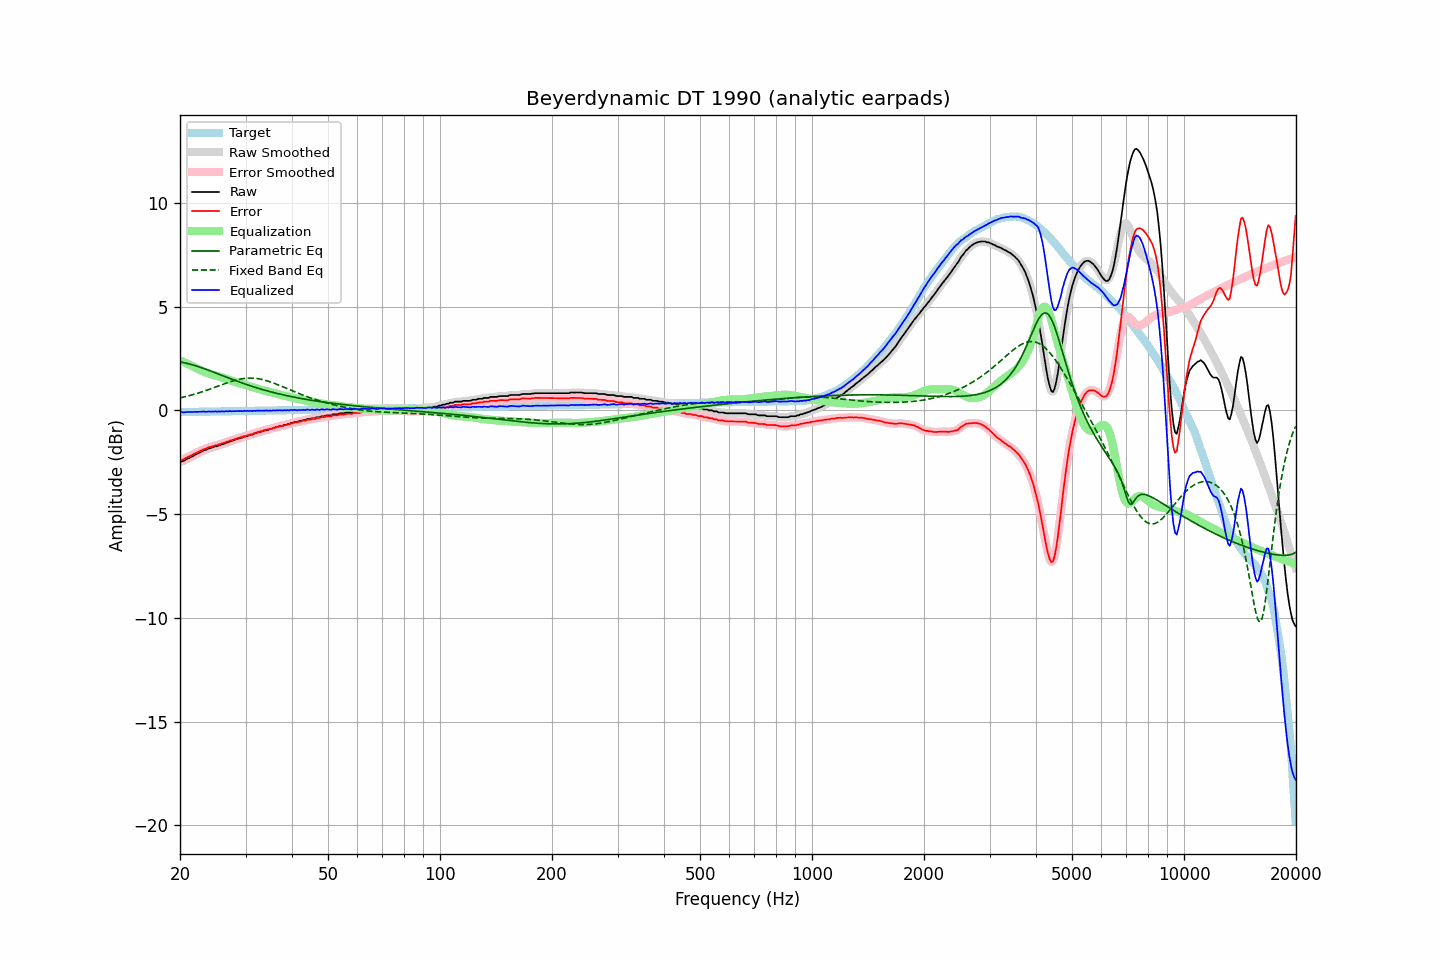 Beyerdynamic DT 1990 (analytic earpads)
Target
Raw Smoothed
Error Smoothed
Raw
Error
Equalization
Parametric Eq
Fixed Band Eq
Equalized
10
5
0
−5
−10
−15
−20
Amplitude (dBr)
20 50 100 200 500 1000 2000 5000 10000 20000
Frequency (Hz)